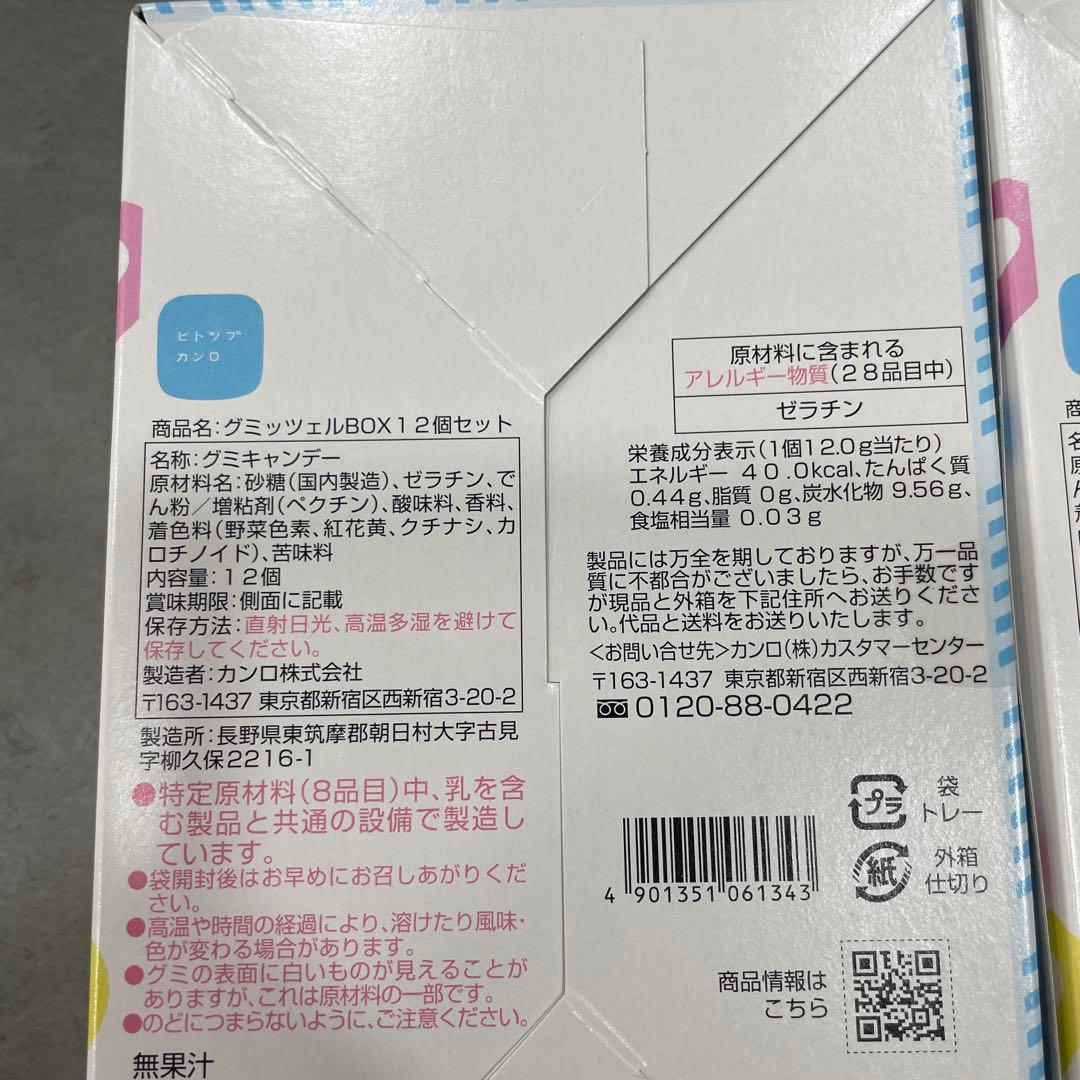 ヒトツブ
カンロ
商品名:グミッツェルBOX12個セット
名称:グミキャンデー
原材料名:砂糖(国内製造)、ゼラチン、で
ん粉/増粘剤(ペクチン)、酸味料、香料、
着色料(野菜色素、紅花黄、クチナシ、カ
ロチノイド)、苦味料
内容量:12個
賞味期限:側面に記載
保存方法:直射日光、高温多湿を避けて
保存してください。
製造者:カンロ株式会社
〒163-1437 東京都新宿区西新宿3-20-2
製造所:長野県東筑摩郡朝日村大字古見
字柳久保2216-1
●特定原材料(8品目)中、乳を含
む製品と共通の設備で製造し
ています。
●袋開封後はお早めにお召しあがりくだ
さい。
●高温や時間の経過により、溶けたり風味・
色が変わる場合があります。
●グミの表面に白いものが見えることが
ありますが、これは原材料の一部です。
●のどにつまらないように、ご注意ください。
無果汁
原材料に含まれる
アレルギー物質(28品目中)
ゼラチン
栄養成分表示(1個12.0g当たり)
エネルギー 40.0kcal、たんぱく質
0.44g、脂質 0g、炭水化物 9.56g、
食塩相当量 0.03g
製品には万全を期しておりますが、万一品
質に不都合がございましたら、お手数です
が現品と外箱を下記住所へお送りくださ
い。代品と送料をお送りいたします。
<お問い合せ先>カンロ(株)カスタマーセンター
〒163-1437 東京都新宿区西新宿3-20-2
0120-88-0422
プラ
袋
トレー
紙
外箱
仕切り
4 901351 061343
商品情報は
こちら